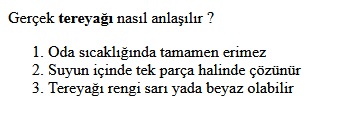 Gerçek tereyağı nasıl anlaşılır ?
1. Oda sıcaklığında tamamen erimez
2. Suyun içinde tek parça halinde çözünür
3. Tereyağı rengi sarı yada beyaz olabilir